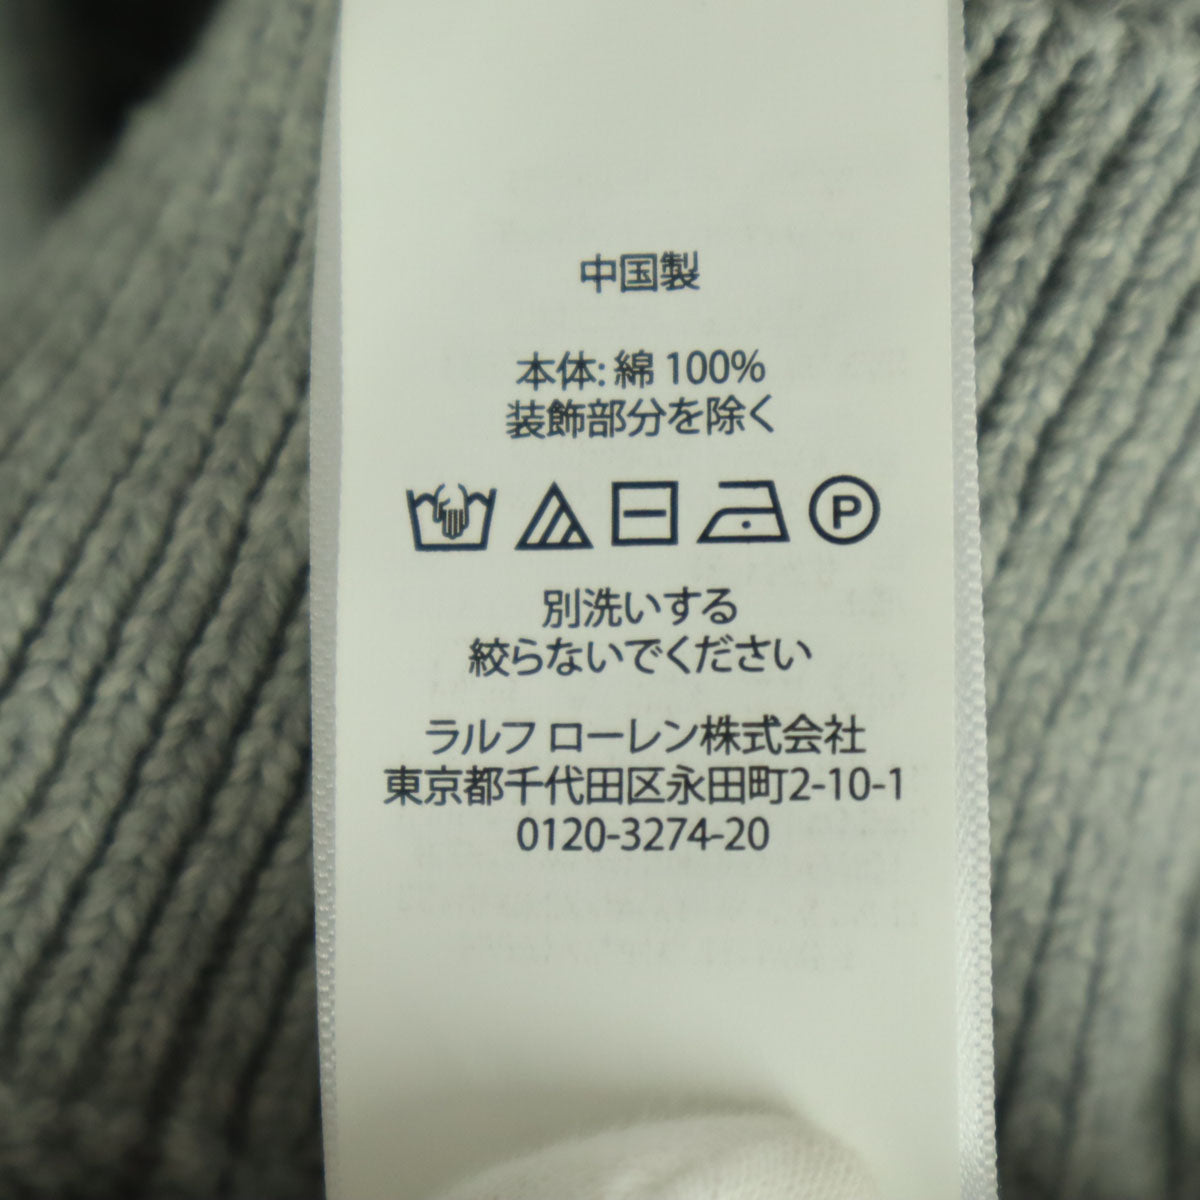 中国製
本体: 綿 100%
装飾部分を除く
P
別洗いする
絞らないでください
ラルフ ローレン株式会社
東京都千代田区永田町2-10-1
0120-3274-20